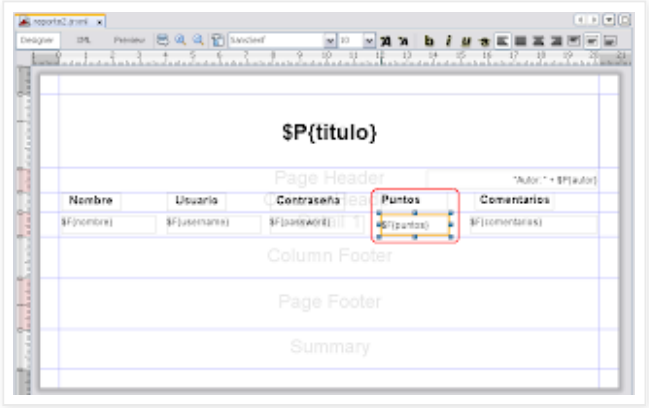 reporte2.jrxml
Designer XML Preview SansSerif 10
$P{titulo}
Page Header
"Autor: " + $P{autor}
Nombre Usuario Contraseña Puntos Comentarios
$F{nombre} $F{username} $F{password} $F{puntos} $F{comentarios}
Column Footer
Page Footer
Summary